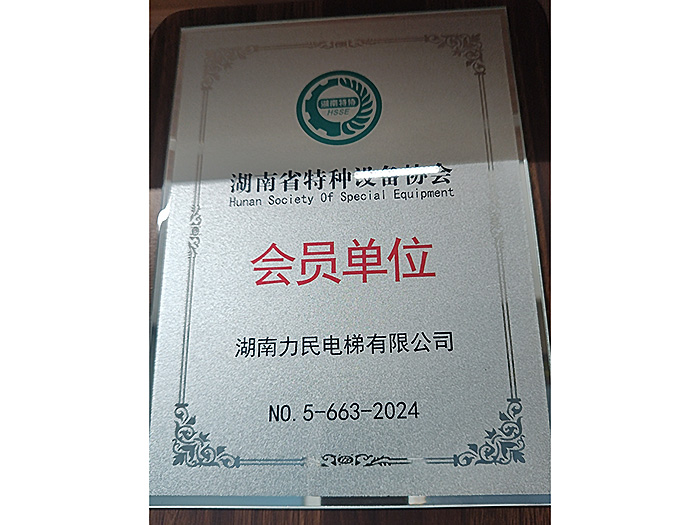 湖南特协
HSSE
湖南省特种设备协会
Hunan Society Of Special Equipment
会员单位
湖南力民电梯有限公司
NO.5-663-2024